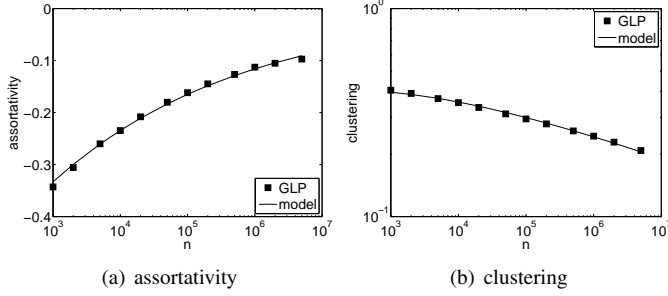 0
−0.1
−0.2
−0.3
−0.4
assortativity
10^3 10^4 10^5 10^6 10^7
n
GLP
model
(a) assortativity
10^0
10^−1
clustering
10^3 10^4 10^5 10^6 10^7
n
GLP
model
(b) clustering